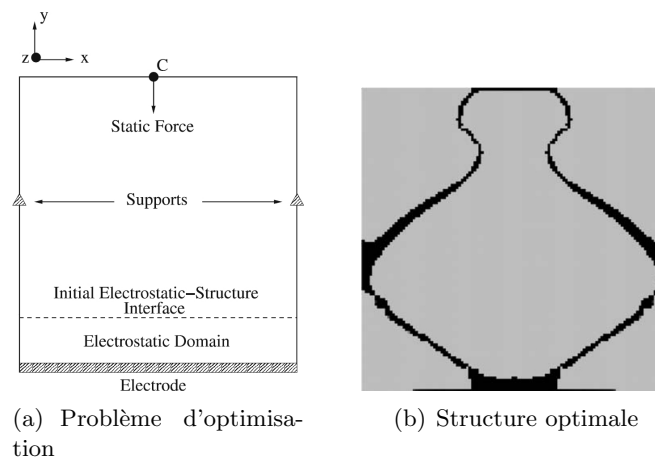 y
z
x
C
Static Force
Supports
Initial Electrostatic–Structure
Interface
Electrostatic Domain
Electrode
(a) Problème d'optimisa-
tion
(b) Structure optimale